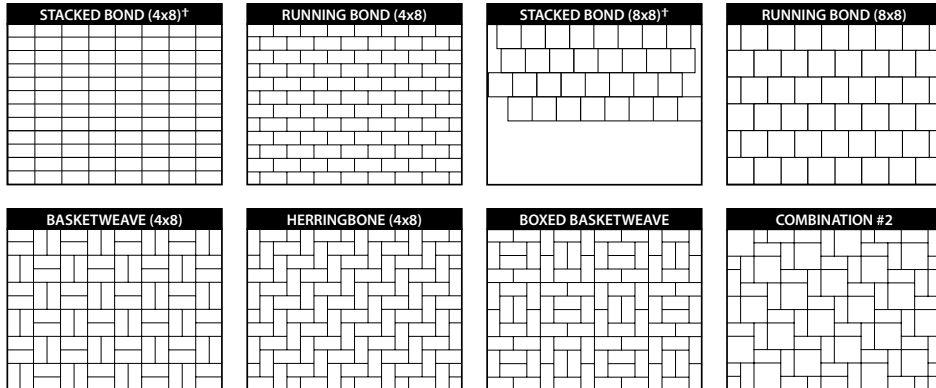 STACKED BOND (4x8)†
RUNNING BOND (4x8)
STACKED BOND (8x8)†
RUNNING BOND (8x8)
BASKETWEAVE (4x8)
HERRINGBONE (4x8)
BOXED BASKETWEAVE
COMBINATION #2